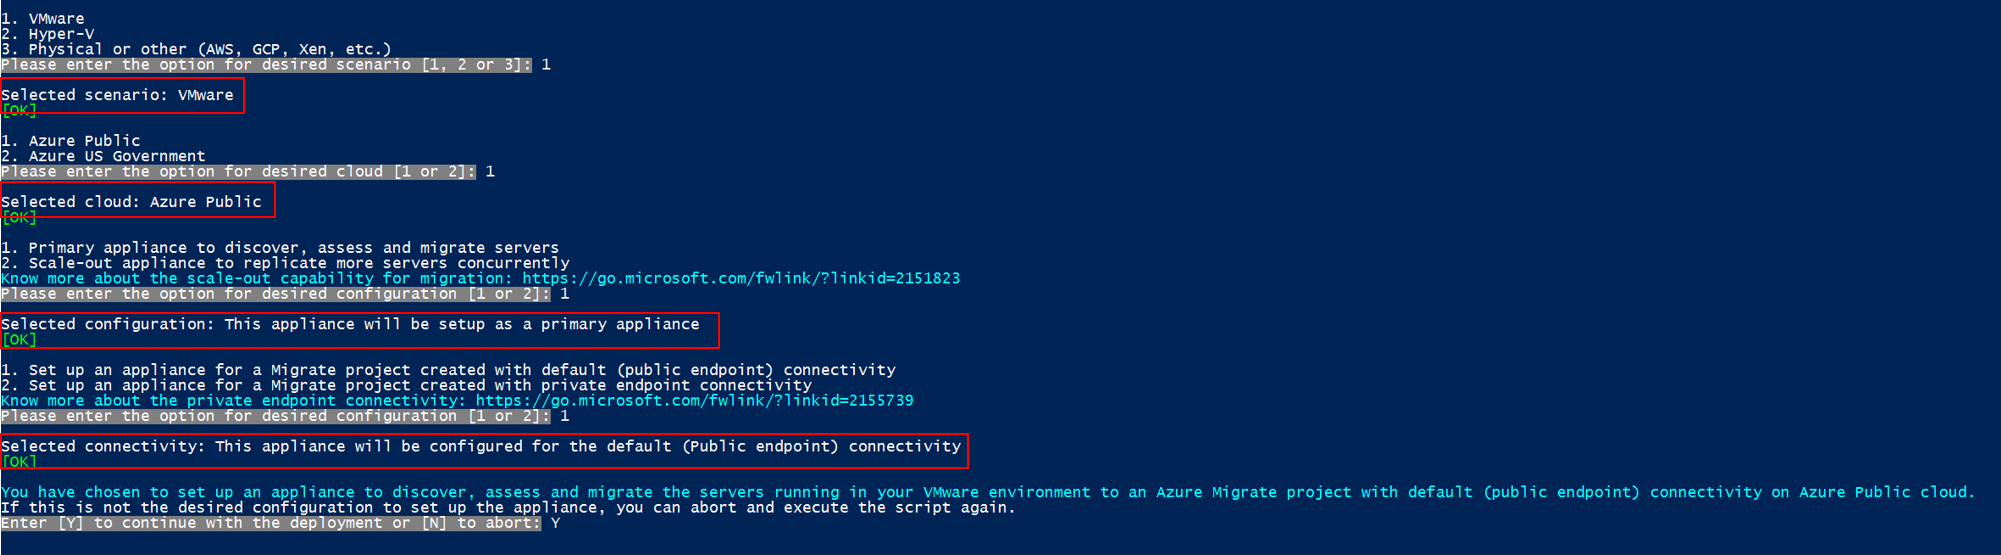 1. VMware
2. Hyper-V
3. Physical or other (AWS, GCP, Xen, etc.)
Please enter the option for desired scenario [1, 2 or 3]: 1
Selected scenario: VMware
[OK]
1. Azure Public
2. Azure US Government
Please enter the option for desired cloud [1 or 2]: 1
Selected cloud: Azure Public
[OK]
1. Primary appliance to discover, assess and migrate servers
2. Scale-out appliance to replicate more servers concurrently
Know more about the scale-out capability for migration: https://go.microsoft.com/fwlink/?linkid=2151823
Please enter the option for desired configuration [1 or 2]: 1
Selected configuration: This appliance will be setup as a primary appliance
[OK]
1. Set up an appliance for a Migrate project created with default (public endpoint) connectivity
2. Set up an appliance for a Migrate project created with private endpoint connectivity
Know more about the private endpoint connectivity: https://go.microsoft.com/fwlink/?linkid=2155739
Please enter the option for desired configuration [1 or 2]: 1
Selected connectivity: This appliance will be configured for the default (Public endpoint) connectivity
[OK]
You have chosen to set up an appliance to discover, assess and migrate the servers running in your VMware environment to an Azure Migrate project with default (public endpoint) connectivity on Azure Public cloud.
If this is not the desired configuration to set up the appliance, you can abort and execute the script again.
Enter [Y] to continue with the deployment or [N] to abort: Y